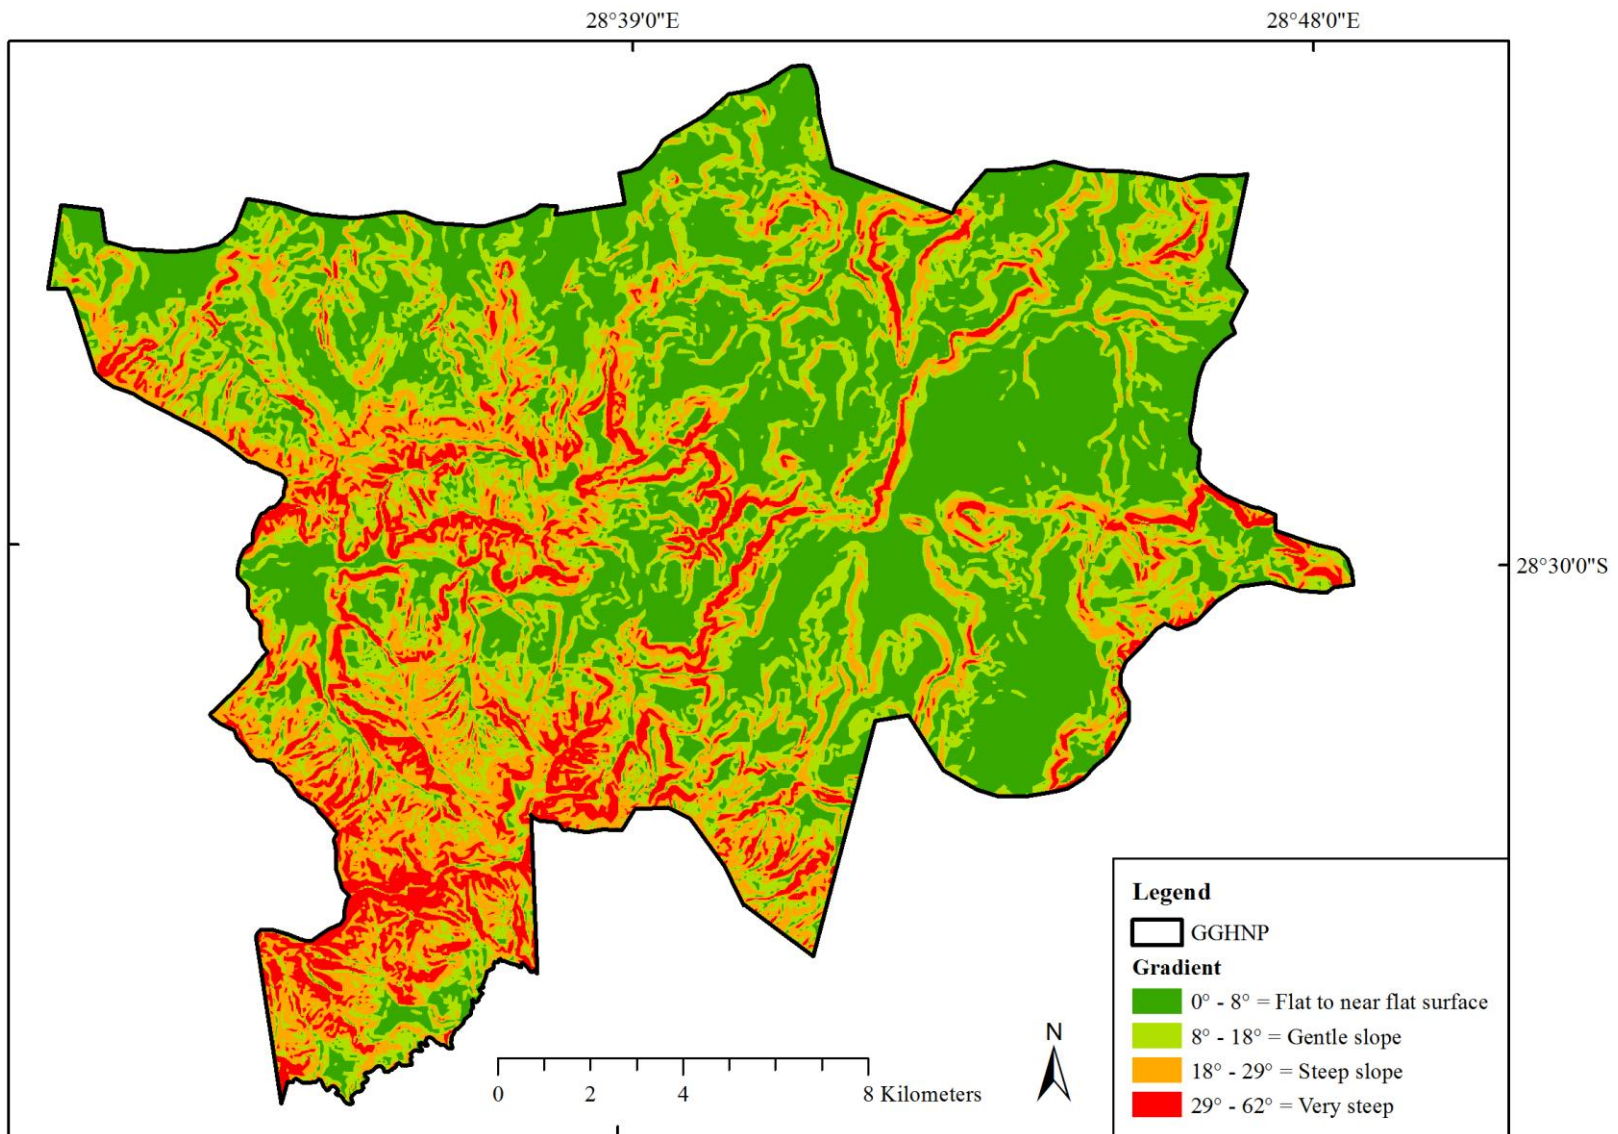 28°39'0"E
28°48'0"E
28°30'0"S
Legend
GGHNP
Gradient
0° - 8° = Flat to near flat surface
8° - 18° = Gentle slope
18° - 29° = Steep slope
29° - 62° = Very steep
N
0 2 4 8 Kilometers